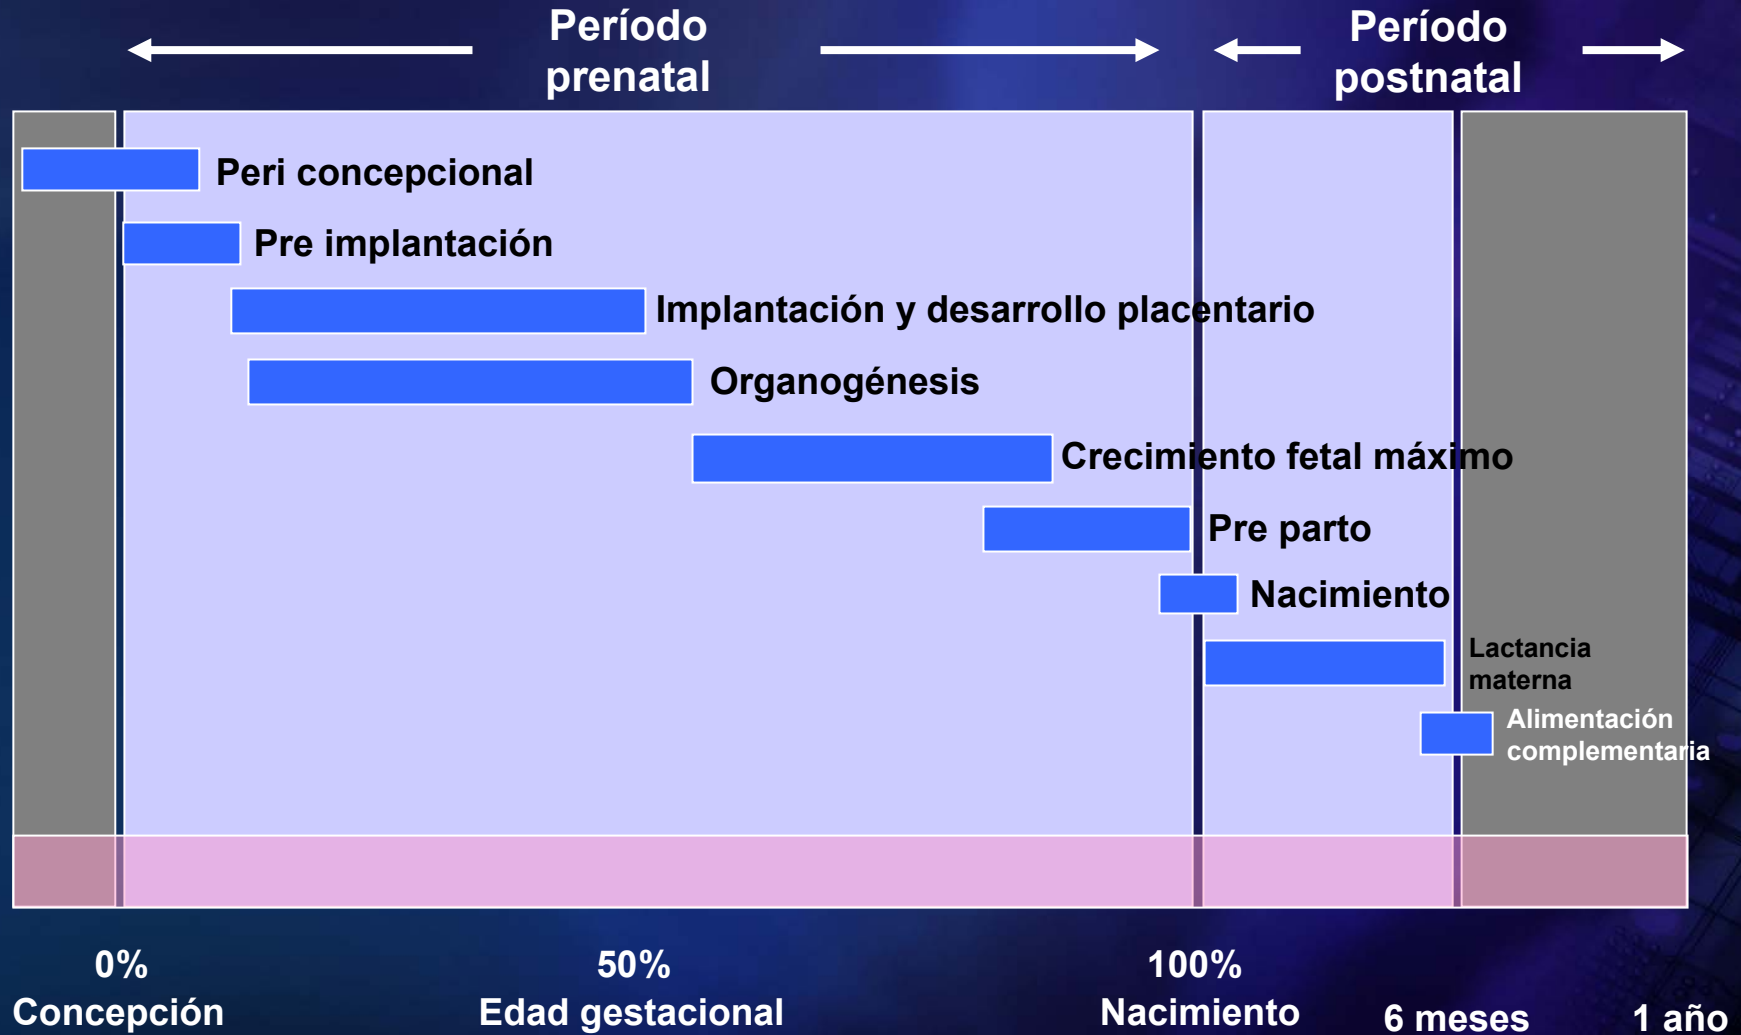 Período
prenatal
Período
postnatal
Peri concepcional
Pre implantación
Implantación y desarrollo placentario
Organogénesis
Crecimiento fetal máximo
Pre parto
Nacimiento
Lactancia
materna
Alimentación
complementaria
0%
Concepción
50%
Edad gestacional
100%
Nacimiento
6 meses
1 año